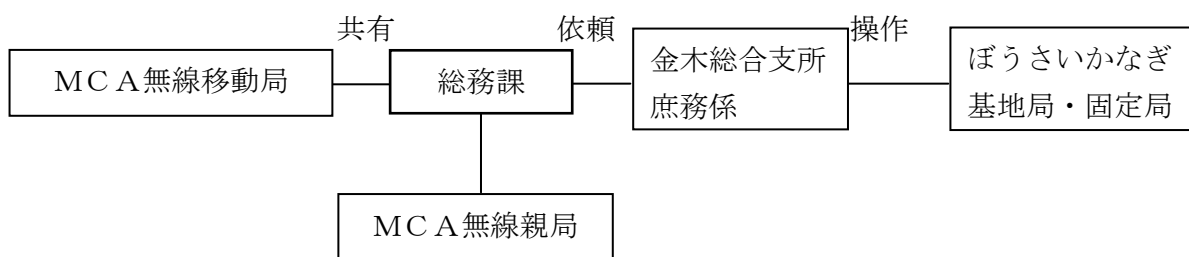 共有
依頼
操作
MCA無線移動局
総務課
金木総合支所
庶務係
ぼうさいかなぎ
基地局・固定局
MCA無線親局